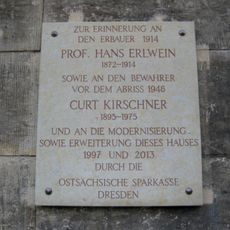 ZUR ERINNERUNG AN
DEN ERBAUER 1914
PROF. HANS ERLWEIN
1872-1914
SOWIE AN DEN BEWAHRER
VOR DEM ABRISS 1946
CURT KIRSCHNER
1895-1975
UND AN DIE MODERNISIERUNG
SOWIE ERWEITERUNG DIESES HAUSES
1997 UND 2013
DURCH DIE
OSTSÄCHSISCHE SPARKASSE
DRESDEN